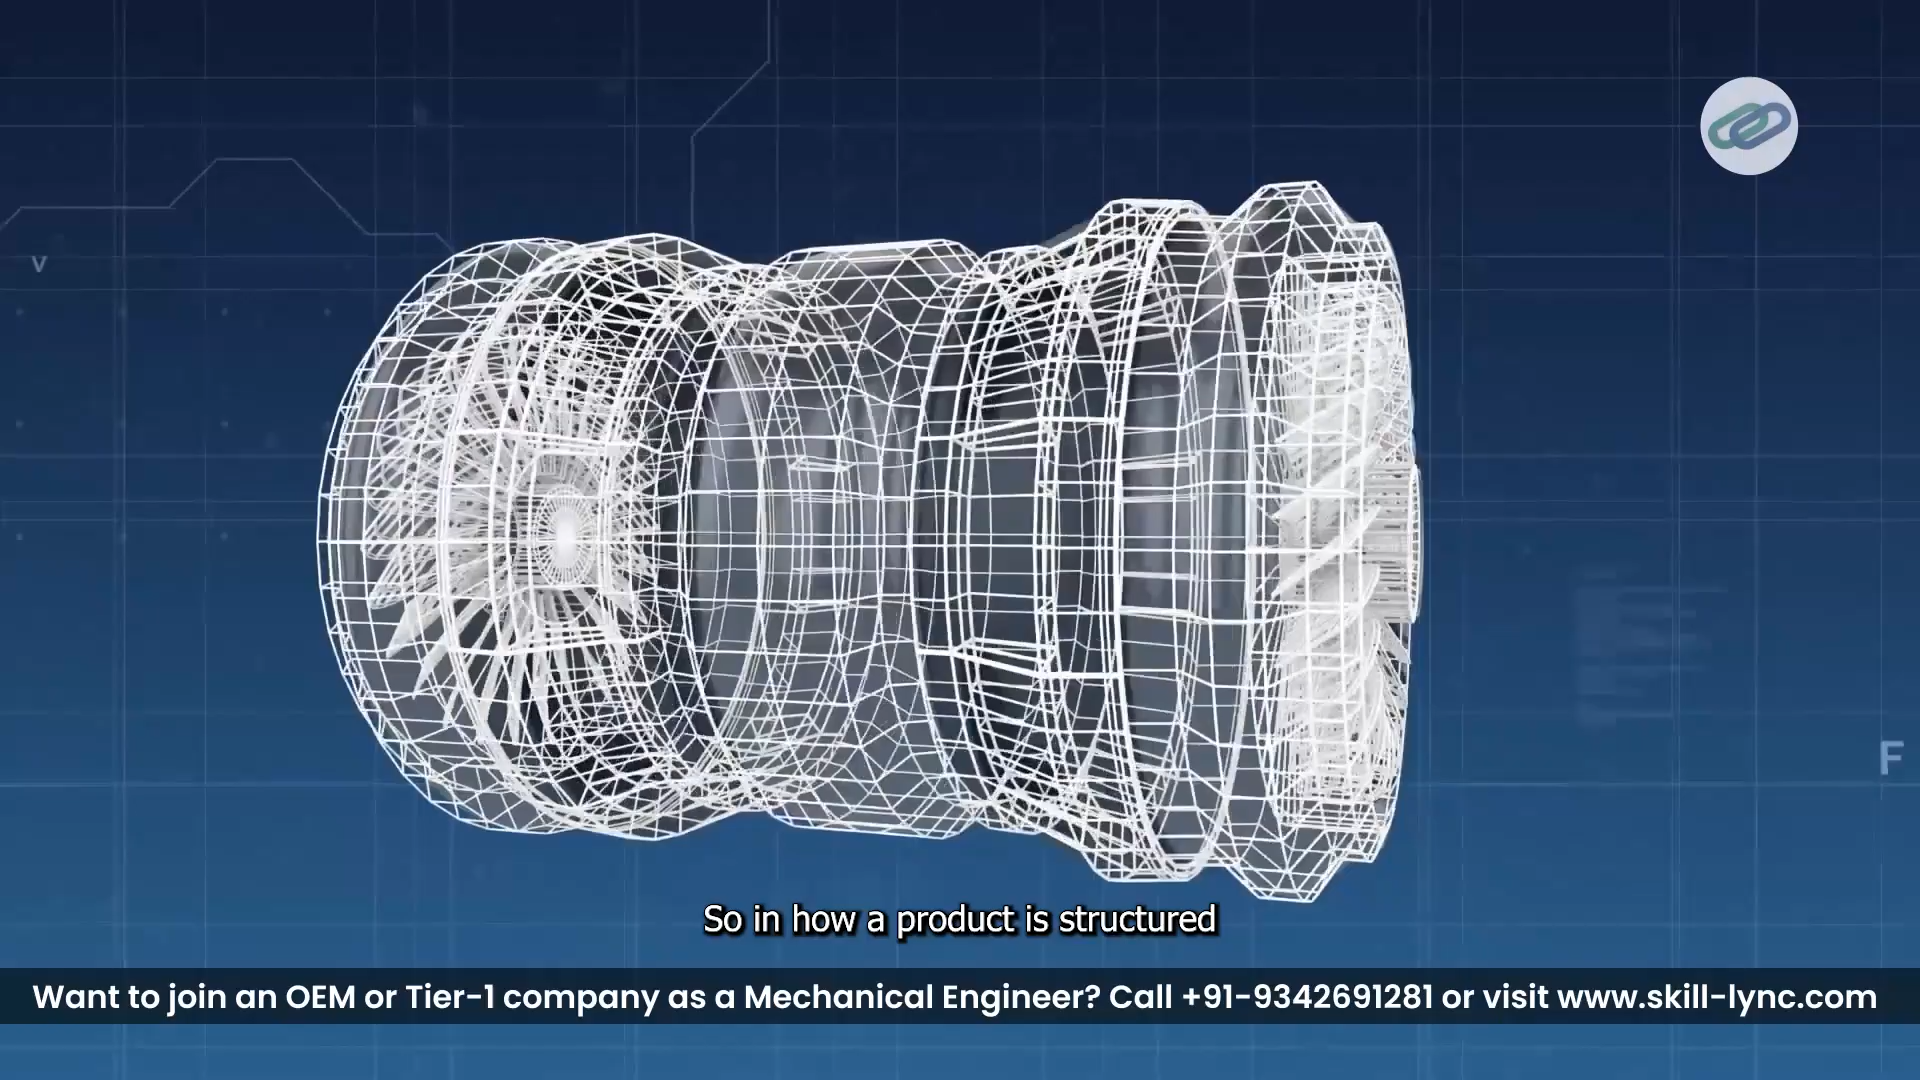 v
F
So in how a product is structured
Want to join an OEM or Tier-1 company as a Mechanical Engineer? Call +91-9342691281 or visit www.skill-lync.com